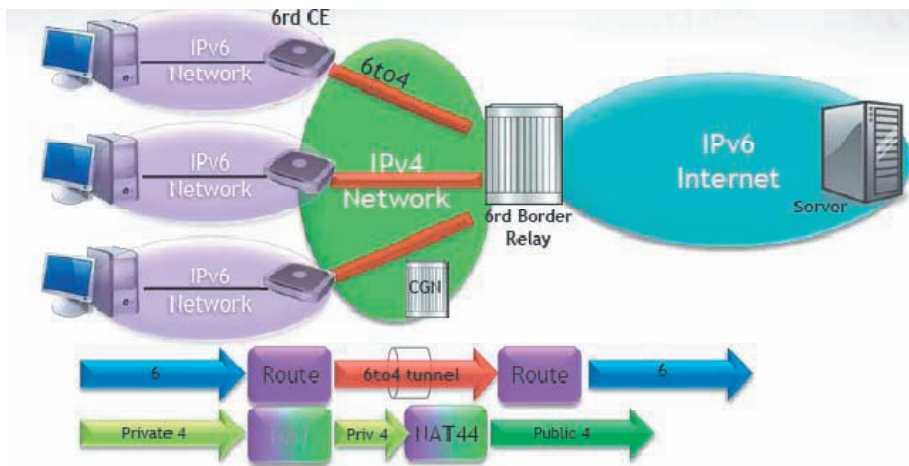 6rd CE
IPv6
Network
6to4
IPv6
Network
IPv4
Network
IPv6
Internet
Server
6rd Border
Relay
IPv6
Network
CGN
6
Route
6to4 tunnel
Route
6
Private 4
Priv 4
NAT44
Public 4